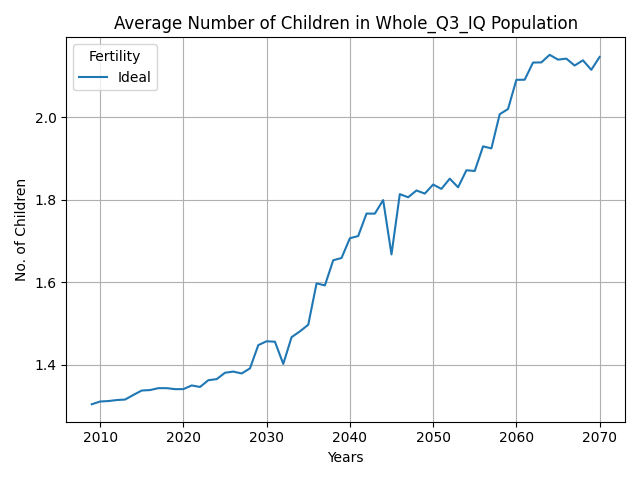 Average Number of Children in Whole_Q3_IQ Population
Fertility
Ideal
No. of Children
2.0
1.8
1.6
1.4
2010 2020 2030 2040 2050 2060 2070
Years